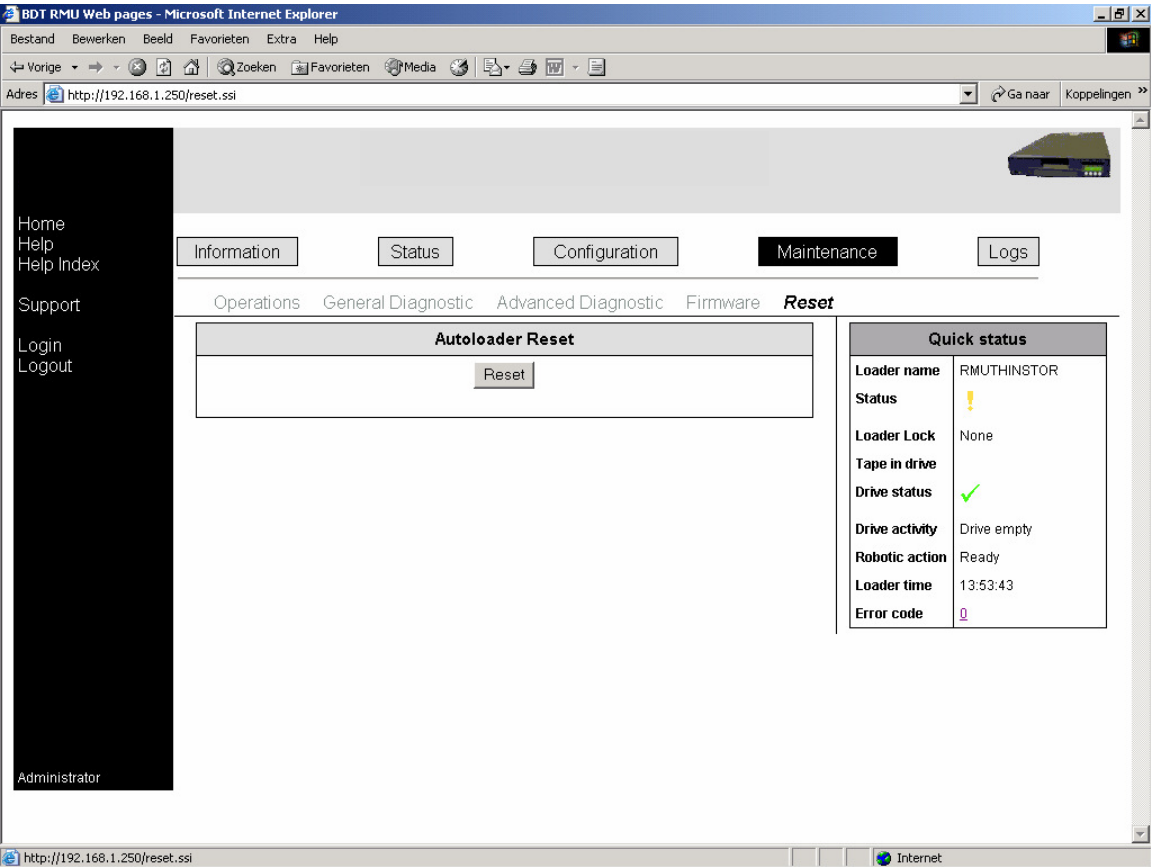 BDT RMU Web pages - Microsoft Internet Explorer
Bestand Bewerken Beeld Favorieten Extra Help
Vorige Zoeken Favorieten Media
Adres http://192.168.1.250/reset.ssi Ga naar Koppelingen »
Home
Help
Help Index
Support
Login
Logout
Administrator
Information Status Configuration Maintenance Logs
Operations General Diagnostic Advanced Diagnostic Firmware Reset
Autoloader Reset
Reset
Quick status
Loader name RMUTHINSTOR
Status
Loader Lock None
Tape in drive
Drive status
Drive activity Drive empty
Robotic action Ready
Loader time 13:53:43
Error code 0
http://192.168.1.250/reset.ssi Internet